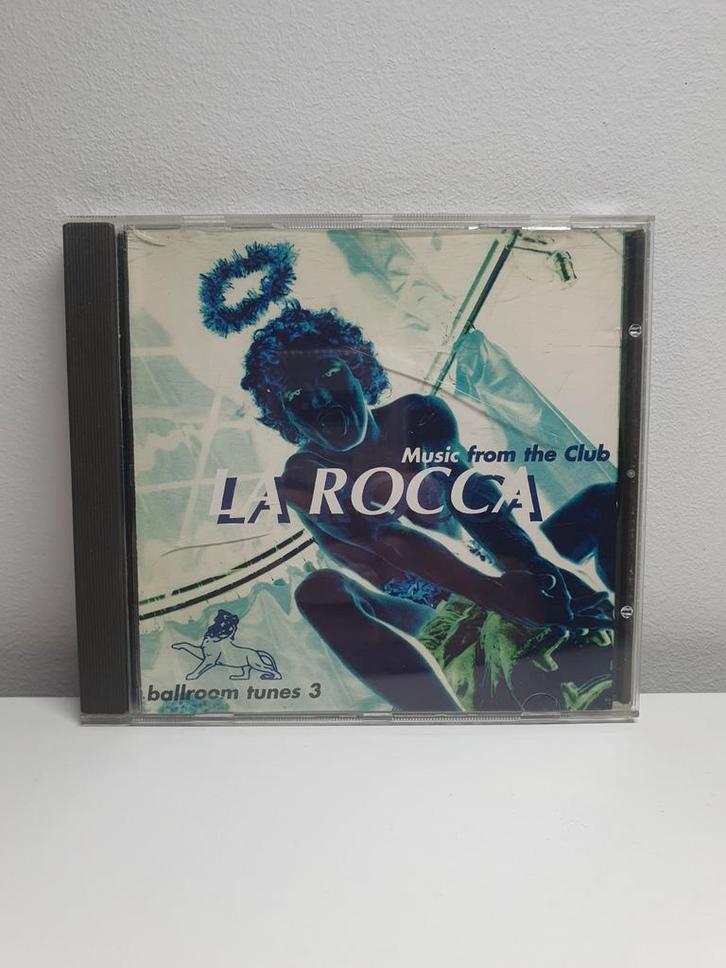 Music from the Club
LA ROCCA
ballroom tunes 3